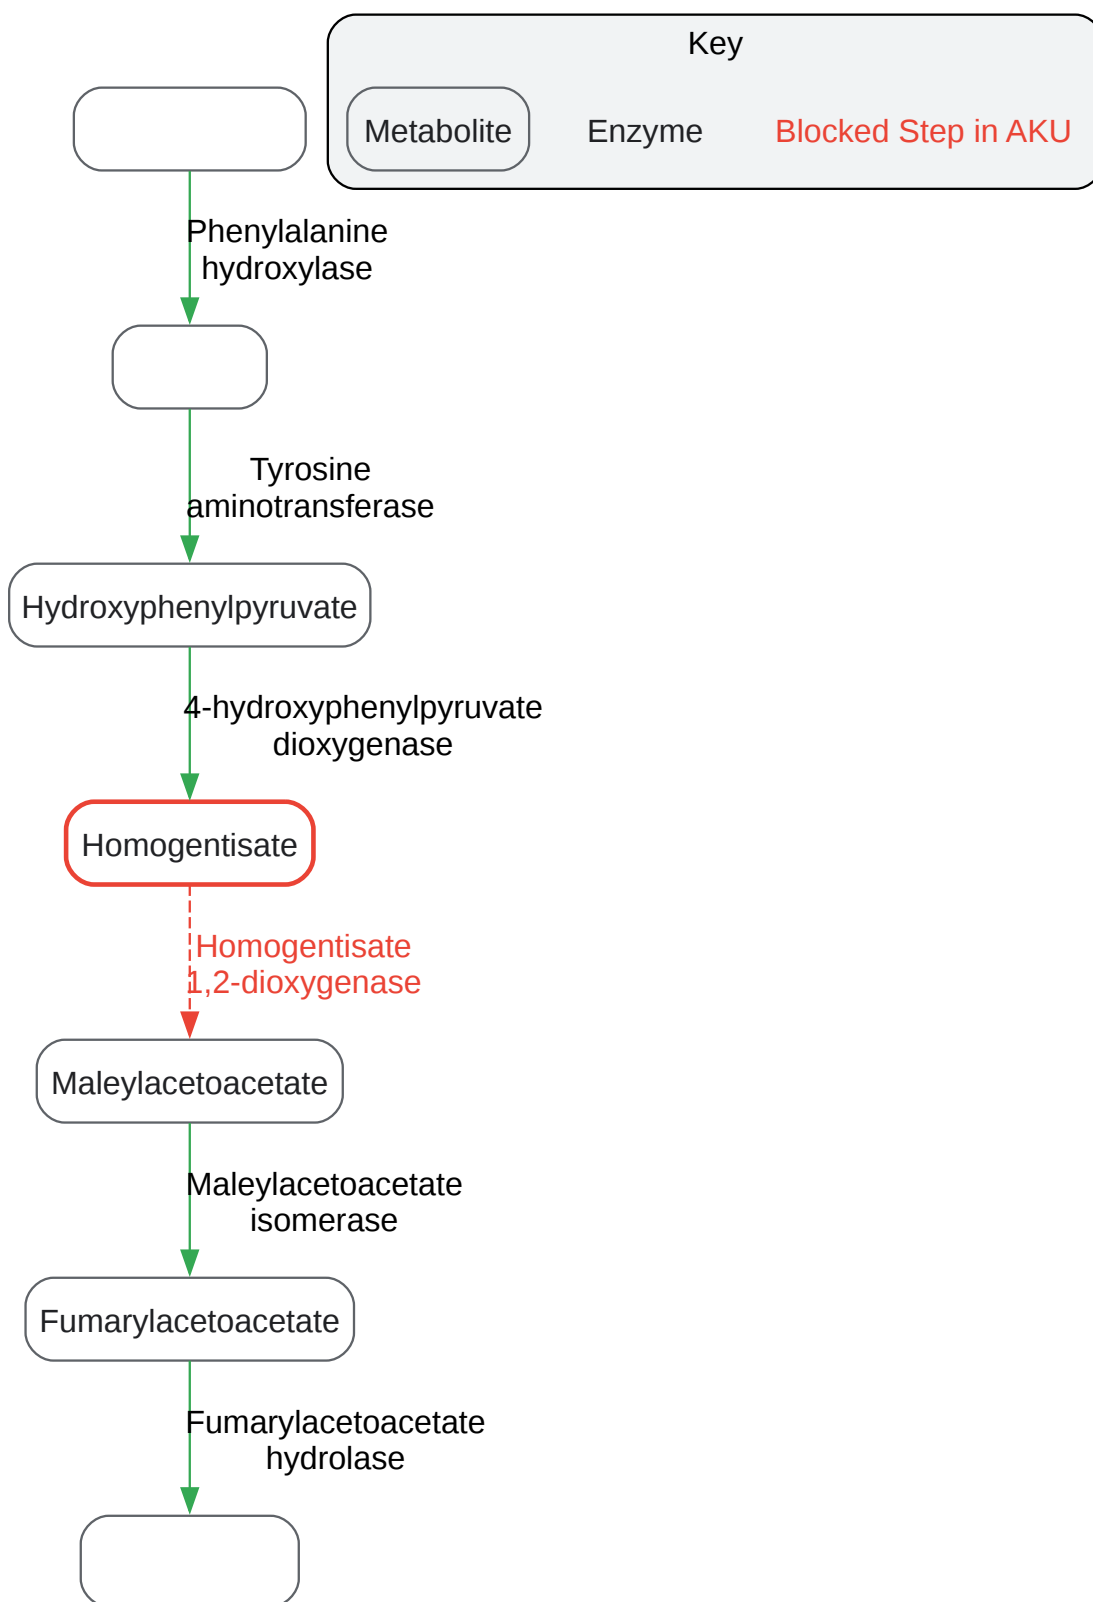 Key
Metabolite
Enzyme
Blocked Step in AKU
Phenylalanine
hydroxylase
Tyrosine
aminotransferase
Hydroxyphenylpyruvate
4-hydroxyphenylpyruvate
dioxygenase
Homogentisate
Homogentisate
1,2-dioxygenase
Maleylacetoacetate
Maleylacetoacetate
isomerase
Fumarylacetoacetate
Fumarylacetoacetate
hydrolase